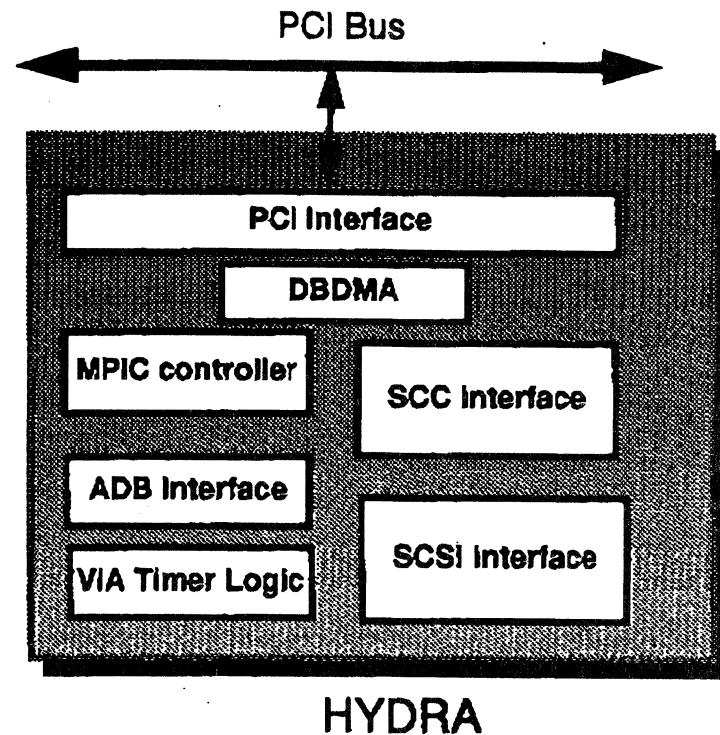 PCI Bus
PCI Interface
DBDMA
MPIC controller
SCC Interface
ADB Interface
SCSI Interface
VIA Timer Logic
HYDRA